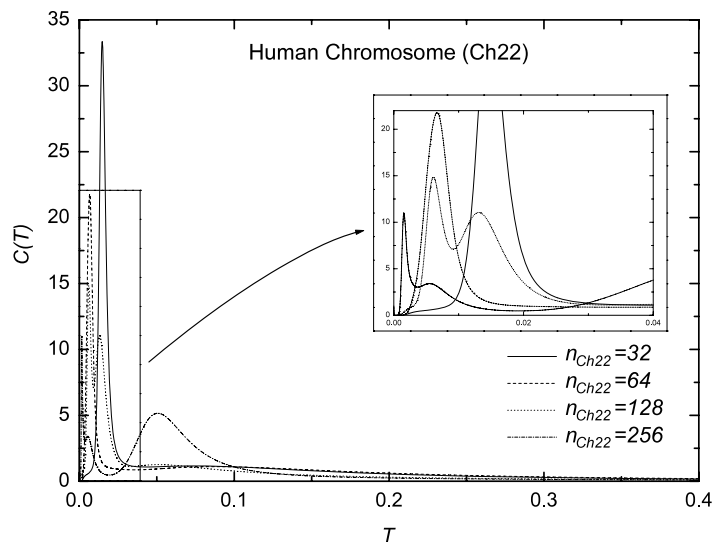 Human Chromosome (Ch22)
C(T)
35
30
25
20
15
10
5
0
0.0 0.1 0.2 0.3 0.4
T
20
15
10
5
0
0.00 0.02 0.04
n_Ch22=32
n_Ch22=64
n_Ch22=128
n_Ch22=256